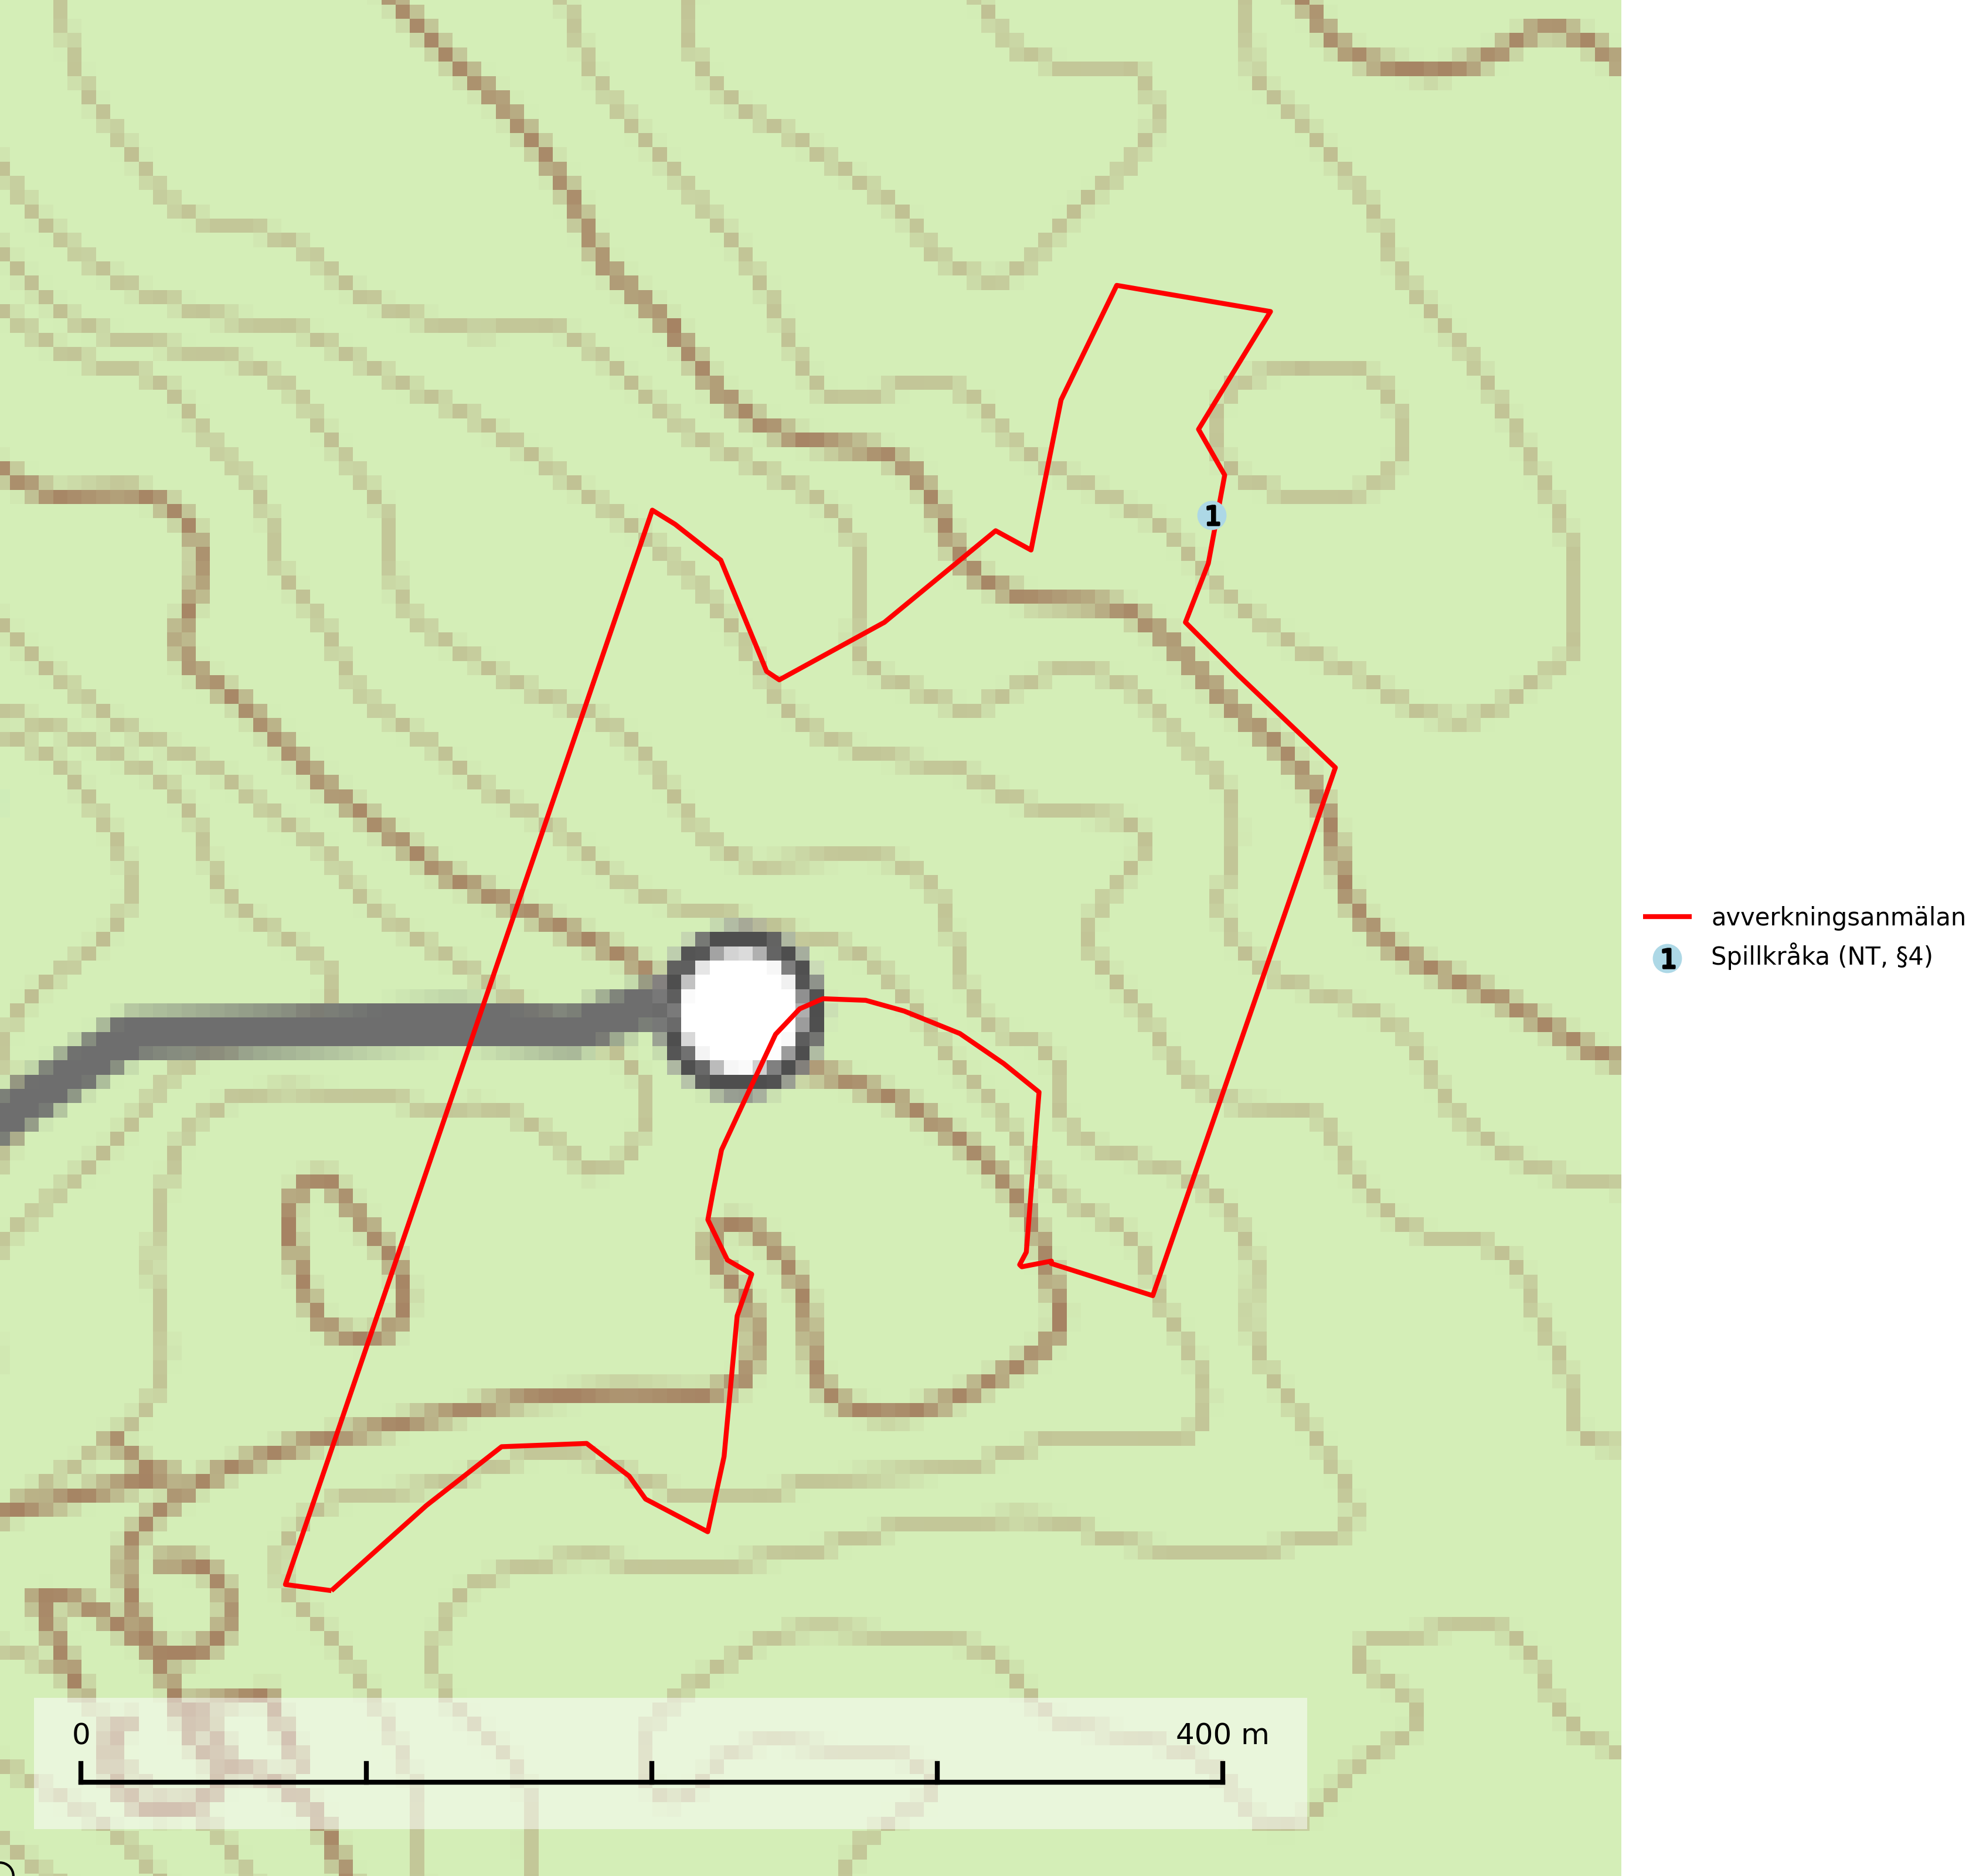 1
avverkningsanmälan
1 Spillkråka (NT, §4)
0 400 m